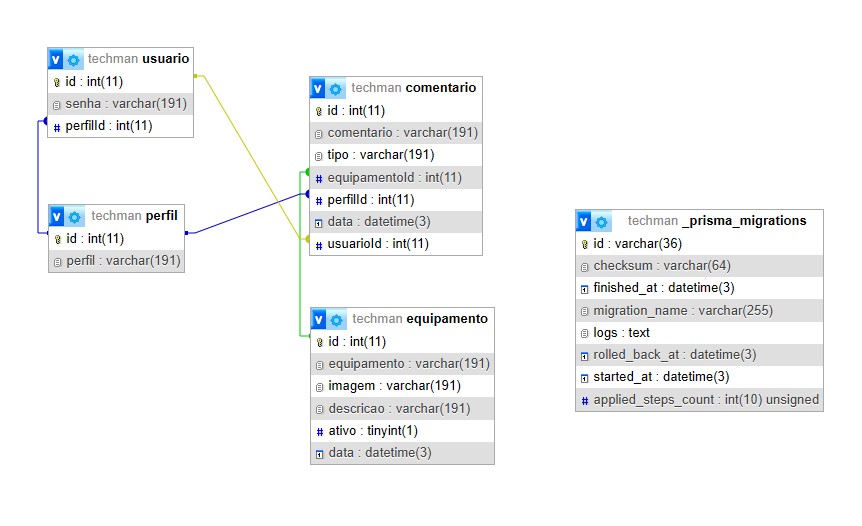 techman usuario
id : int(11)
senha : varchar(191)
perfilId : int(11)
techman perfil
id : int(11)
perfil : varchar(191)
techman comentario
id : int(11)
comentario : varchar(191)
tipo : varchar(191)
equipamentoId : int(11)
perfilId : int(11)
data : datetime(3)
usuarioId : int(11)
techman equipamento
id : int(11)
equipamento : varchar(191)
imagem : varchar(191)
descricao : varchar(191)
ativo : tinyint(1)
data : datetime(3)
techman _prisma_migrations
id : varchar(36)
checksum : varchar(64)
finished_at : datetime(3)
migration_name : varchar(255)
logs : text
rolled_back_at : datetime(3)
started_at : datetime(3)
applied_steps_count : int(10) unsigned